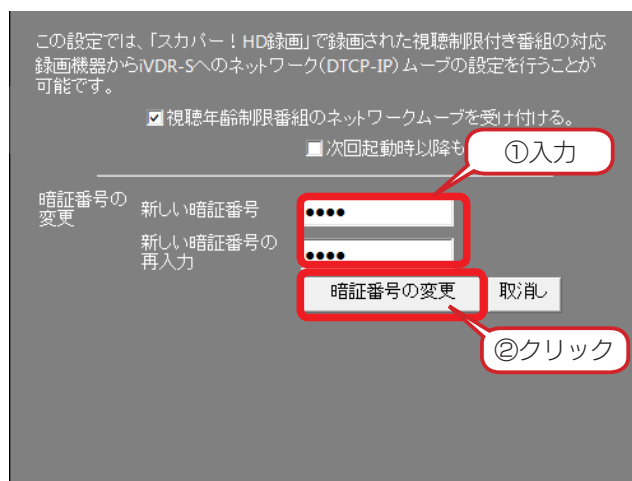 この設定では、「スカパー！HD録画」で録画された視聴制限付き番組の対応
録画機器からiVDR-Sへのネットワーク(DTCP-IP)ムーブの設定を行うことが
可能です。
視聴年齢制限番組のネットワークムーブを受け付ける。
次回起動時以降も
①入力
暗証番号の
変更
新しい暗証番号
●●●●
新しい暗証番号の
再入力
●●●●
暗証番号の変更 取消し
②クリック